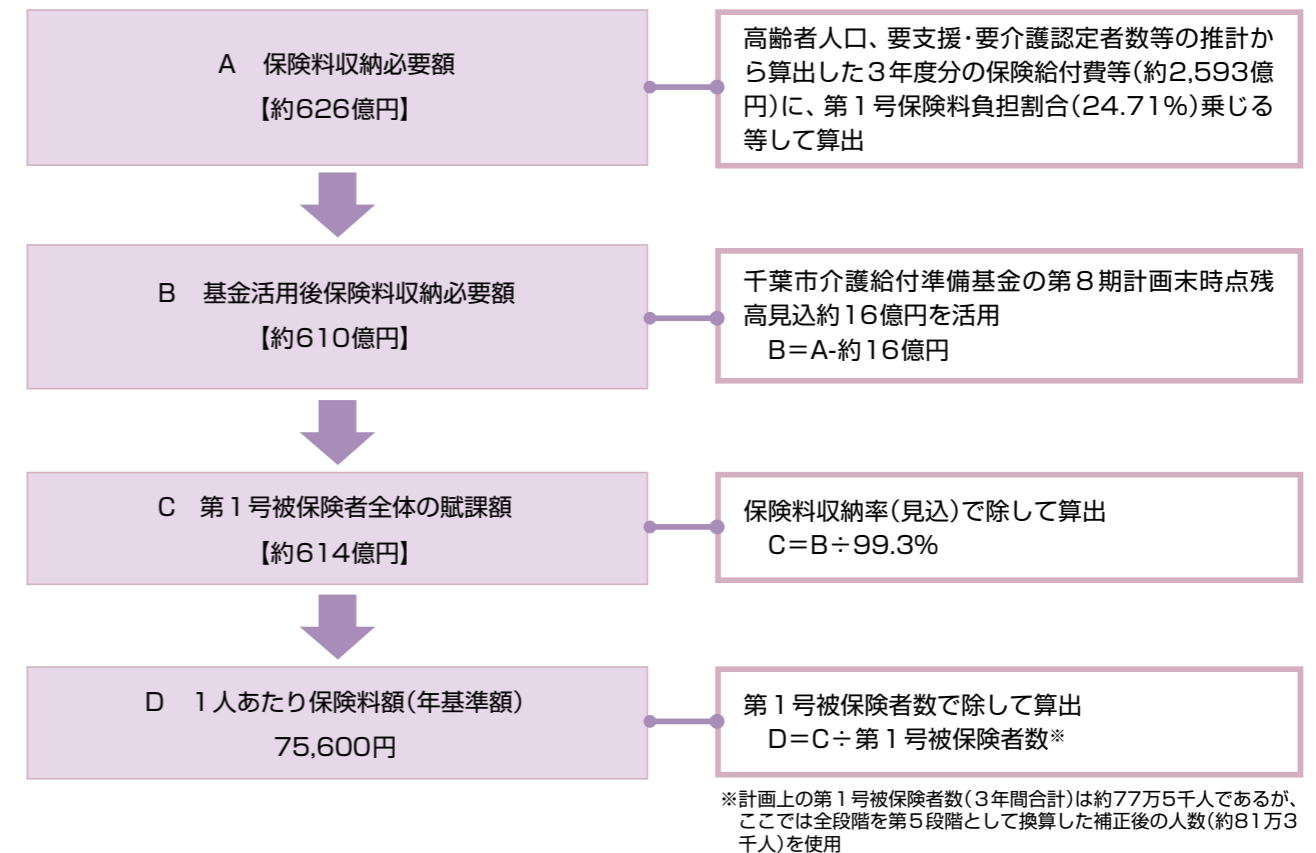 A 保険料収納必要額
【約626億円】
高齢者人口、要支援・要介護認定者数等の推計か
ら算出した3年度分の保険給付費等(約2,593億
円)に、第1号保険料負担割合(24.71%)乗じる
等して算出
B 基金活用後保険料収納必要額
【約610億円】
千葉市介護給付準備基金の第8期計画末時点残
高見込約16億円を活用
B=A-約16億円
C 第1号被保険者全体の賦課額
【約614億円】
保険料収納率(見込)で除して算出
C=B÷99.3%
D 1人あたり保険料額(年基準額)
75,600円
第1号被保険者数で除して算出
D=C÷第1号被保険者数※
※計画上の第1号被保険者数(3年間合計)は約77万5千人であるが、
ここでは全段階を第5段階として換算した補正後の人数(約81万3
千人)を使用